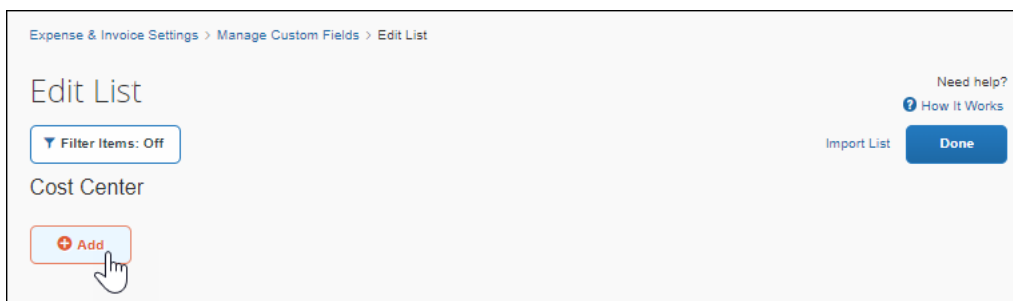 Expense & Invoice Settings > Manage Custom Fields > Edit List
Edit List
Need help?
How It Works
Filter Items: Off
Import List
Done
Cost Center
Add